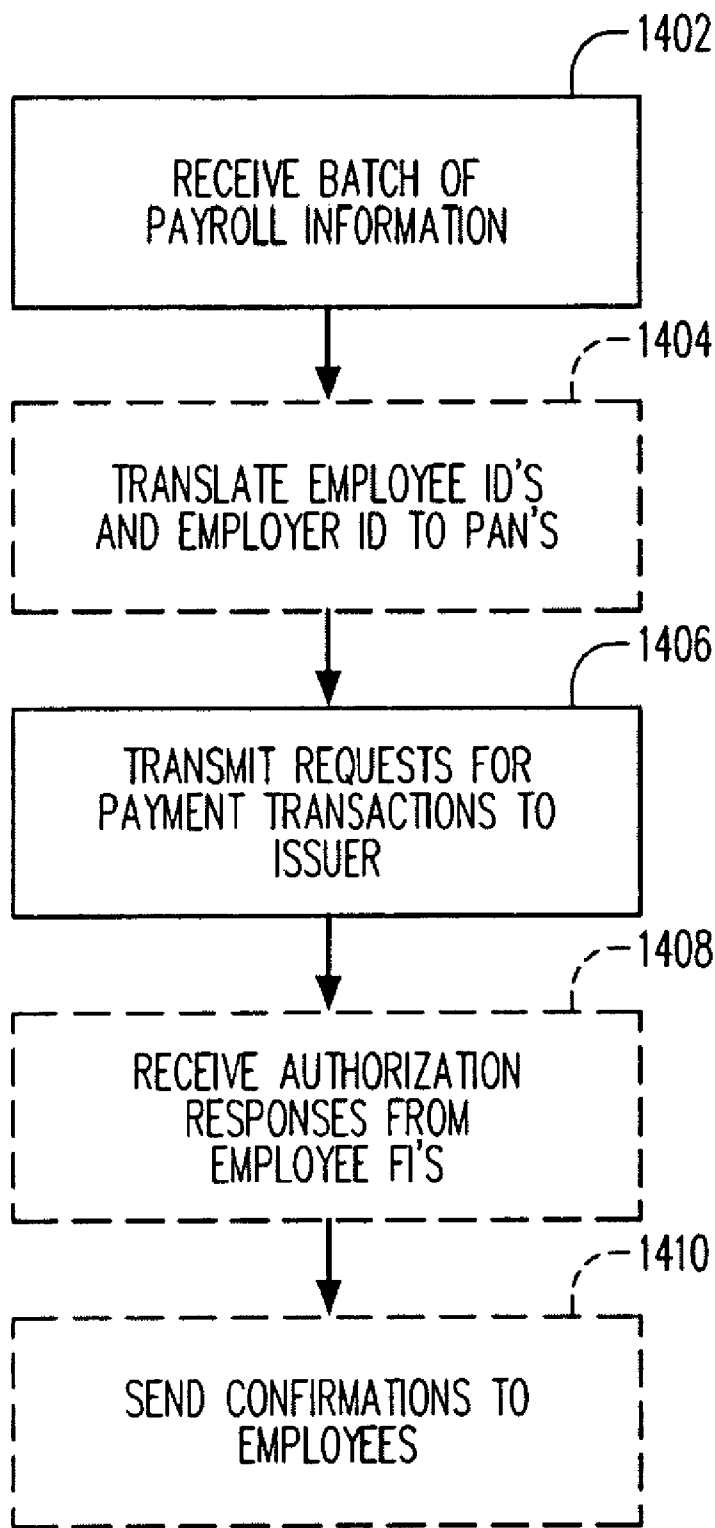 1402
RECEIVE BATCH OF
PAYROLL INFORMATION
1404
TRANSLATE EMPLOYEE ID'S
AND EMPLOYER ID TO PAN'S
1406
TRANSMIT REQUESTS FOR
PAYMENT TRANSACTIONS TO
ISSUER
1408
RECEIVE AUTHORIZATION
RESPONSES FROM
EMPLOYEE FI'S
1410
SEND CONFIRMATIONS TO
EMPLOYEES